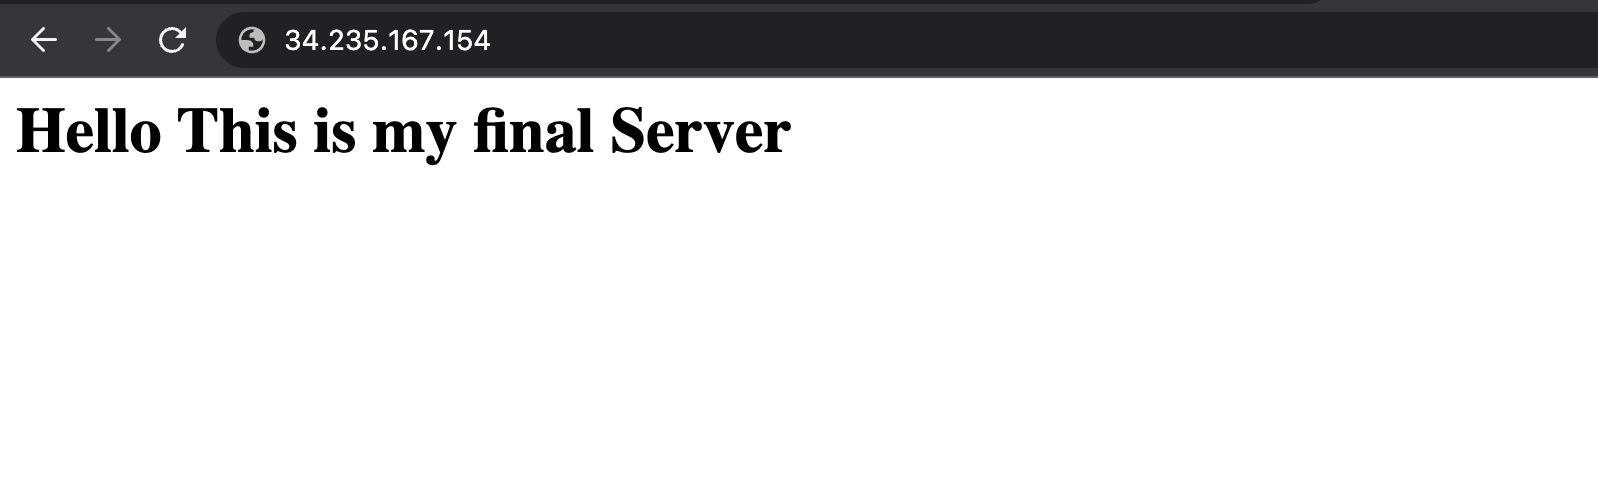 34.235.167.154
Hello This is my final Server